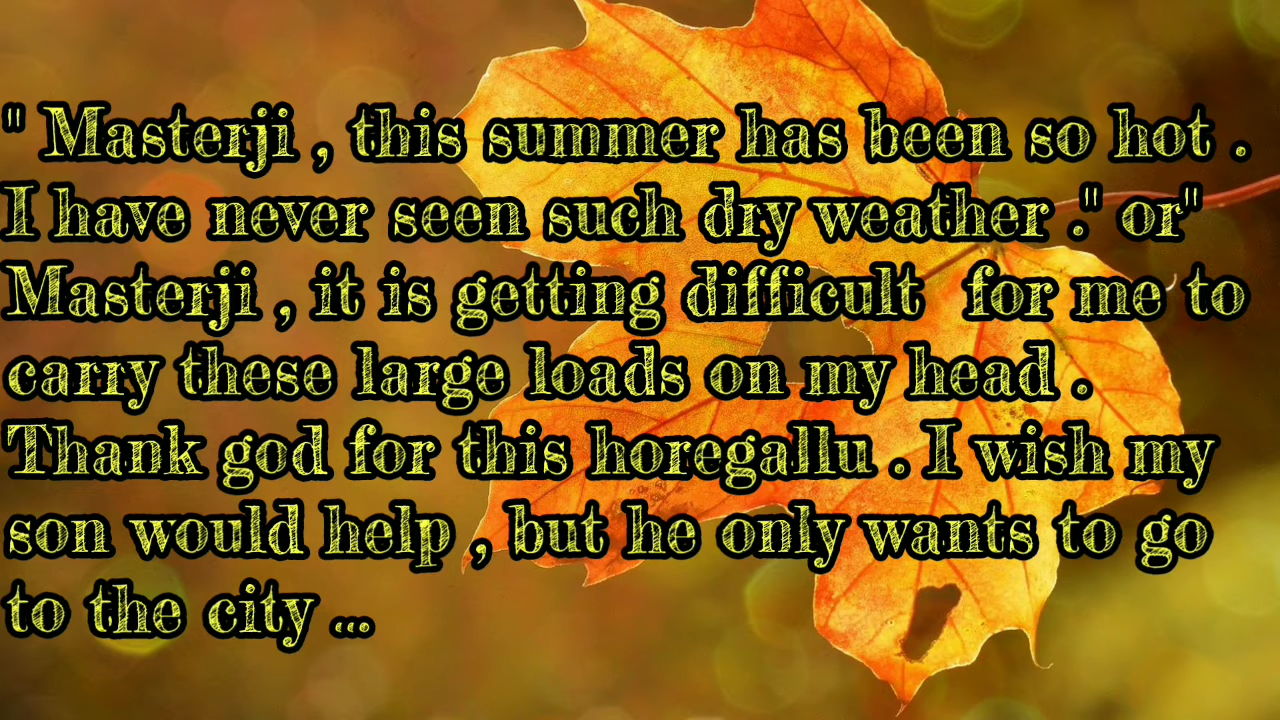 " Masterji , this summer has been so hot .
I have never seen such dry weather ." or"
Masterji , it is getting difficult for me to
carry these large loads on my head .
Thank god for this horegallu . I wish my
son would help , but he only wants to go
to the city ...